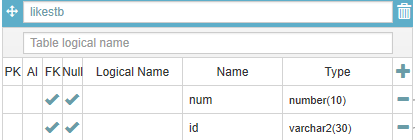 likestb
Table logical name
PK AI FK Null Logical Name Name Type
num number(10)
id varchar2(30)